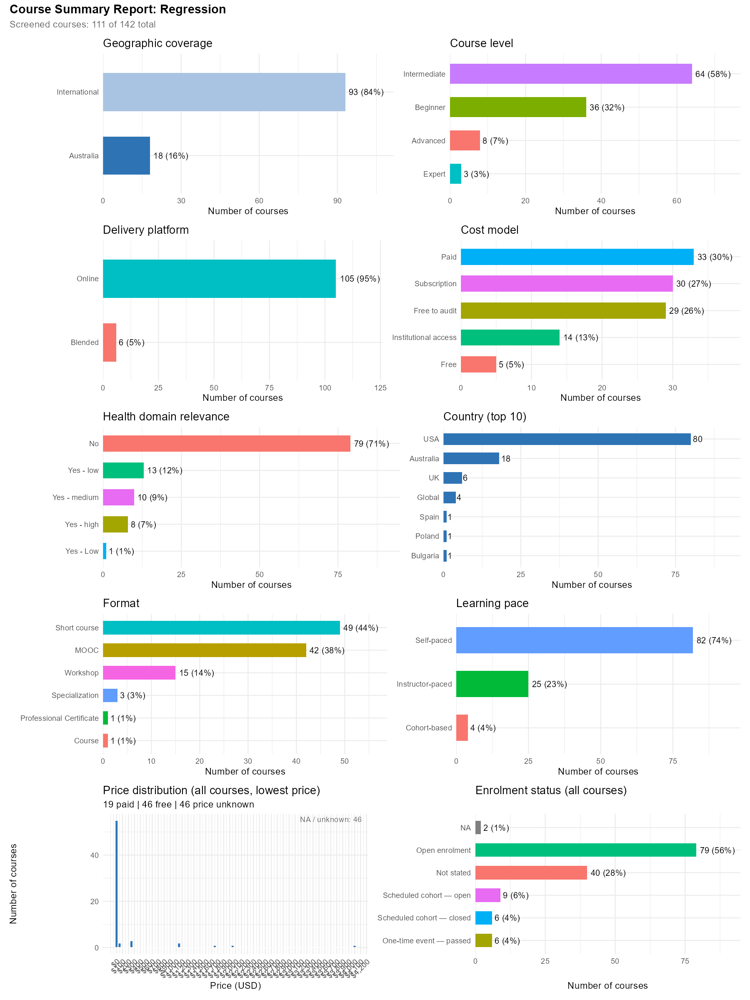 Course Summary Report: Regression
Screened courses: 111 of 142 total
Geographic coverage
International
93 (84%)
Australia
18 (16%)
0 30 60 90
Number of courses
Course level
Intermediate
64 (58%)
Beginner
36 (32%)
Advanced
8 (7%)
Expert
3 (3%)
0 20 40 60
Number of courses
Delivery platform
Online
105 (95%)
Blended
6 (5%)
0 25 50 75 100 125
Number of courses
Cost model
Paid
33 (30%)
Subscription
30 (27%)
Free to audit
29 (26%)
Institutional access
14 (13%)
Free
5 (5%)
0 10 20 30
Number of courses
Health domain relevance
No
79 (71%)
Yes - low
13 (12%)
Yes - medium
10 (9%)
Yes - high
8 (7%)
Yes - Low
1 (1%)
0 25 50 75
Number of courses
Country (top 10)
USA
80
Australia
18
UK
6
Global
4
Spain
1
Poland
1
Bulgaria
1
0 25 50 75
Number of courses
Format
Short course
49 (44%)
MOOC
42 (38%)
Workshop
15 (14%)
Specialization
3 (3%)
Professional Certificate
1 (1%)
Course
1 (1%)
0 10 20 30 40 50
Number of courses
Learning pace
Self-paced
82 (74%)
Instructor-paced
25 (23%)
Cohort-based
4 (4%)
0 25 50 75
Number of courses
Price distribution (all courses, lowest price)
19 paid | 46 free | 46 price unknown
NA / unknown: 46
Number of courses
40
20
0
$4,200
Price (USD)
Enrolment status (all courses)
NA
2 (1%)
Open enrolment
79 (56%)
Not stated
40 (28%)
Scheduled cohort — open
9 (6%)
Scheduled cohort — closed
6 (4%)
One-time event — passed
6 (4%)
0 25 50 75
Number of courses